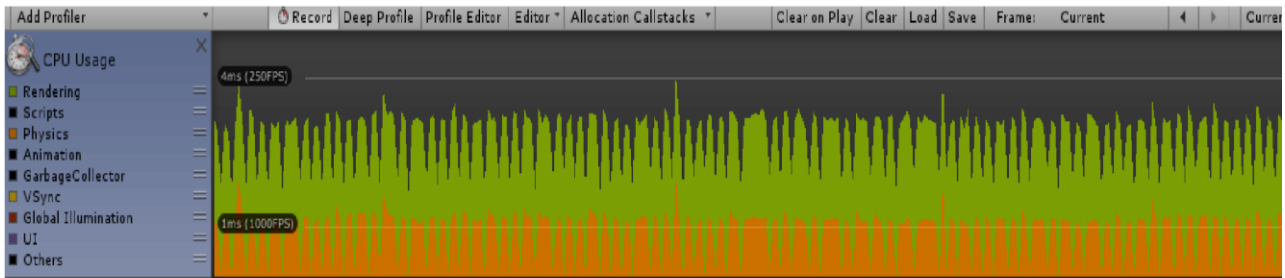 Add Profiler Record Deep Profile Profile Editor Editor Allocation Callstacks Clear on Play Clear Load Save Frame: Current
CPU Usage
4ms (250FPS)
Rendering
Scripts
Physics
Animation
GarbageCollector
VSync
1ms (1000FPS)
Global Illumination
UI
Others